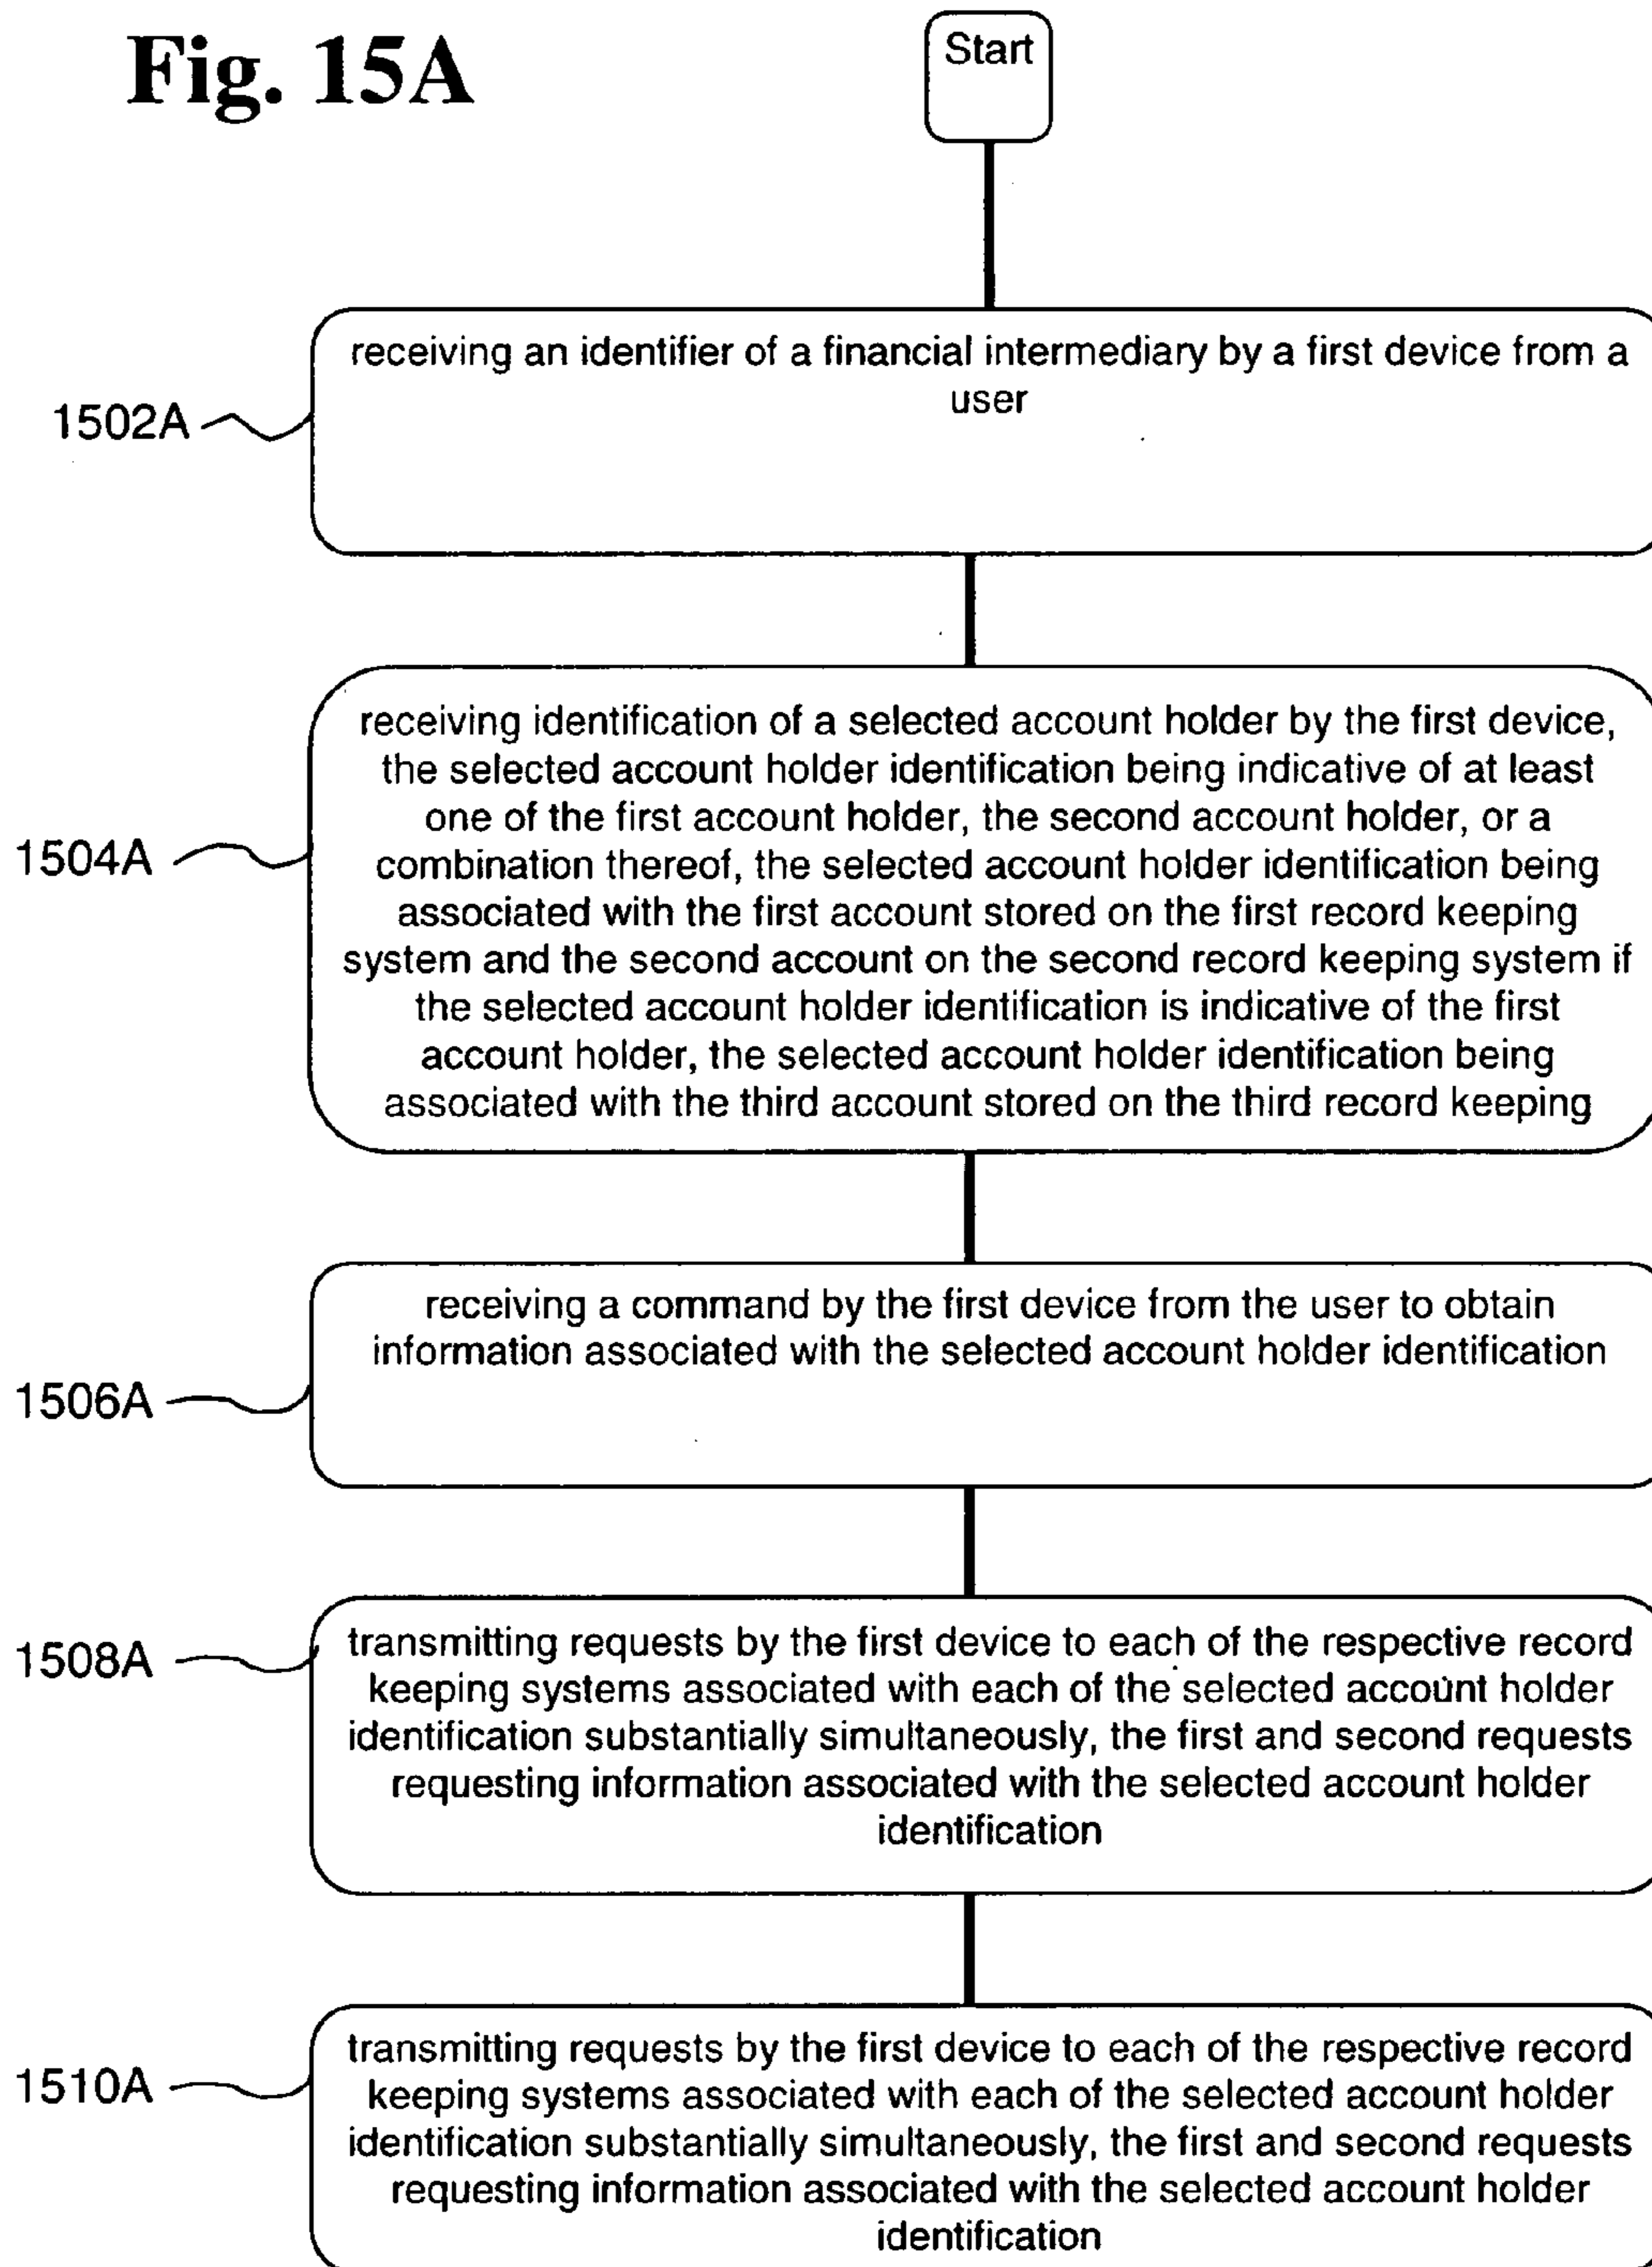 Fig. 15A
Start
receiving an identifier of a financial intermediary by a first device from a
user
1502A
receiving identification of a selected account holder by the first device,
the selected account holder identification being indicative of at least
one of the first account holder, the second account holder, or a
combination thereof, the selected account holder identification being
associated with the first account stored on the first record keeping
system and the second account on the second record keeping system if
the selected account holder identification is indicative of the first
account holder, the selected account holder identification being
associated with the third account stored on the third record keeping
1504A
receiving a command by the first device from the user to obtain
information associated with the selected account holder identification
1506A
transmitting requests by the first device to each of the respective record
keeping systems associated with each of the selected account holder
identification substantially simultaneously, the first and second requests
requesting information associated with the selected account holder
identification
1508A
transmitting requests by the first device to each of the respective record
keeping systems associated with each of the selected account holder
identification substantially simultaneously, the first and second requests
requesting information associated with the selected account holder
identification
1510A